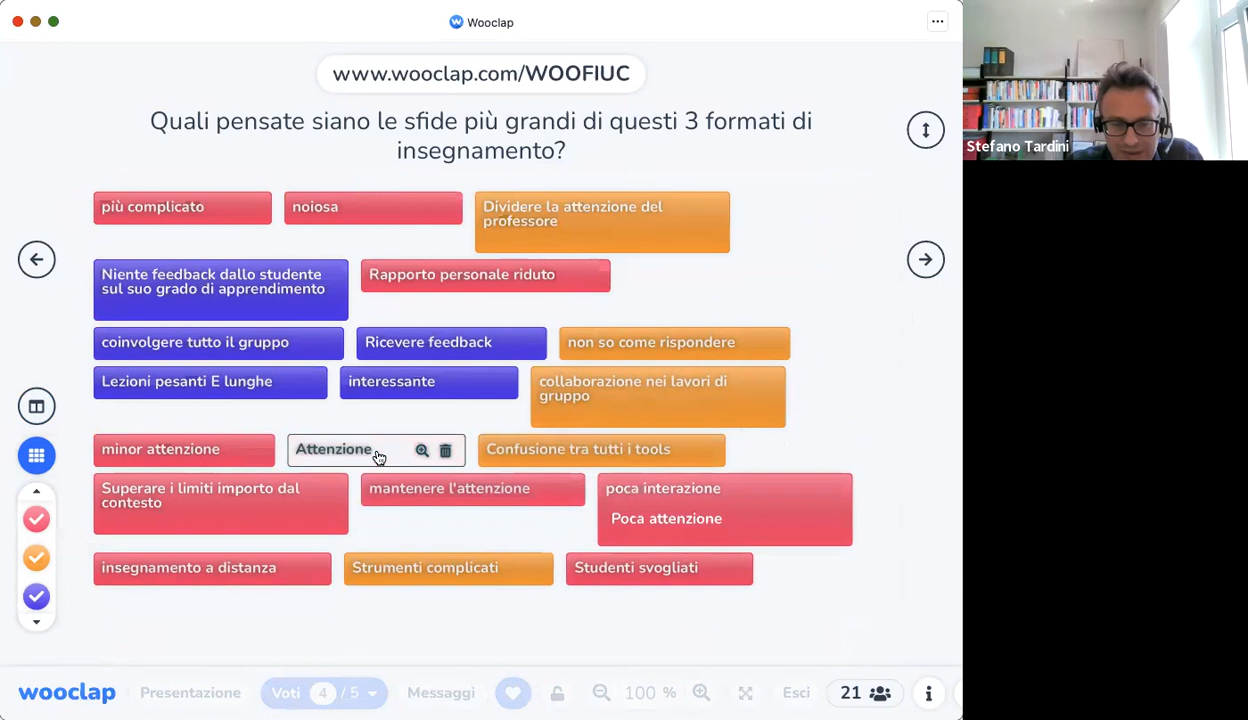 Wooclap
www.wooclap.com/WOOFIUC
Quali pensate siano le sfide più grandi di questi 3 formati di
insegnamento?
Stefano Tardini
più complicato
noiosa
Dividere la attenzione del
professore
Niente feedback dallo studente
sul suo grado di apprendimento
Rapporto personale riduto
coinvolgere tutto il gruppo
Ricevere feedback
non so come rispondere
Lezioni pesanti E lunghe
interessante
collaborazione nei lavori di
gruppo
minor attenzione
Attenzione
Confusione tra tutti i tools
Superare i limiti importo dal
contesto
mantenere l'attenzione
poca interazione
Poca attenzione
insegnamento a distanza
Strumenti complicati
Studenti svogliati
wooclap
Presentazione
Voti 4 / 5
Messaggi
100 %
Esci
21